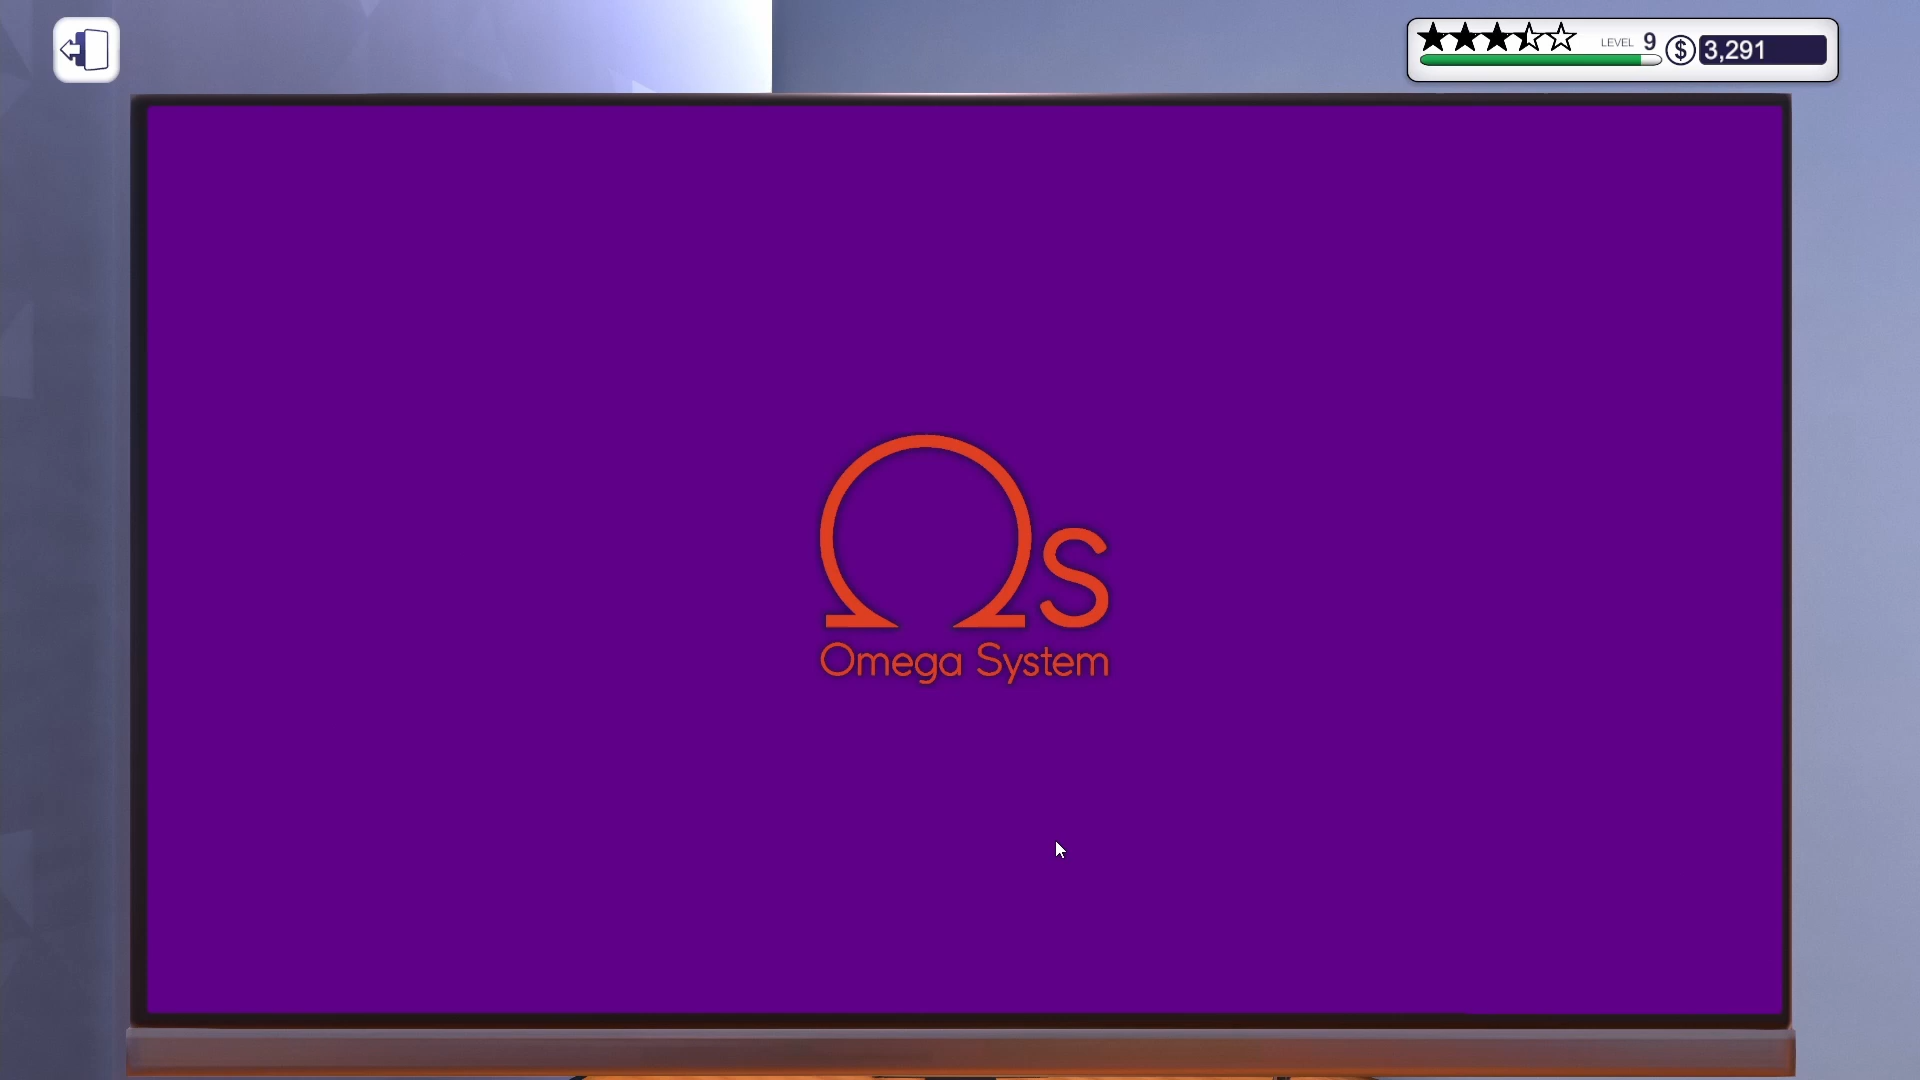 LEVEL 9 $ 3,291
Ωs
Omega System